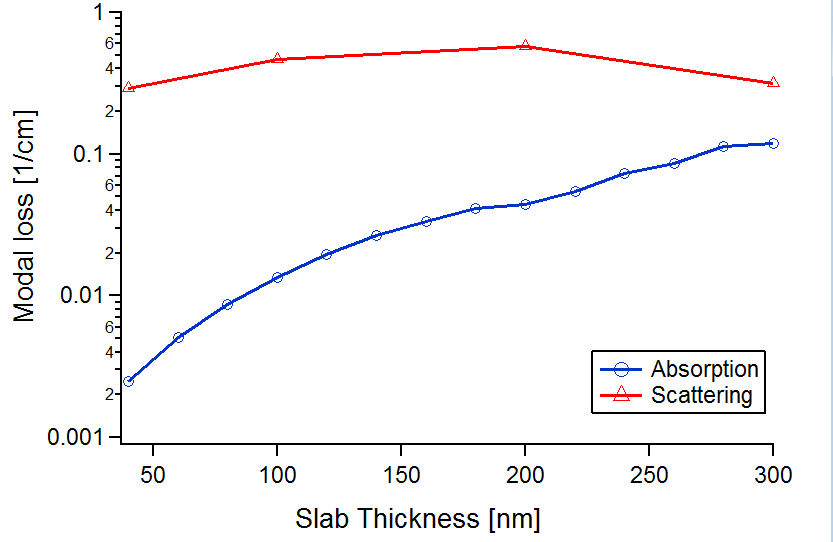 1
6
4
2
0.1
6
4
2
0.01
6
4
2
0.001
Modal loss [1/cm]
Absorption
Scattering
50 100 150 200 250 300
Slab Thickness [nm]